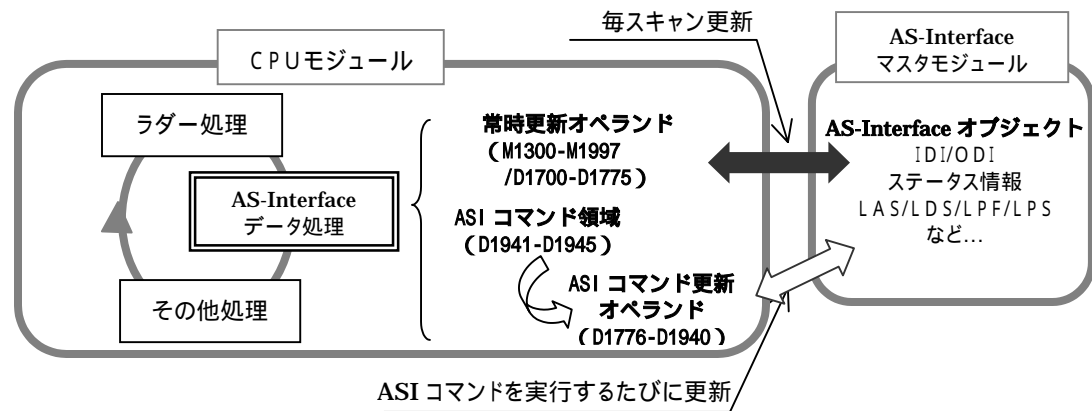 毎スキャン更新
CPUモジュール
AS-Interface
マスタモジュール
ラダー処理
AS-Interface
データ処理
その他処理
常時更新オペランド
(M1300-M1997
/D1700-D1775)
ASI コマンド領域
(D1941-D1945)
ASI コマンド更新
オペランド
(D1776-D1940)
AS-Interface オブジェクト
IDI/ODI
ステータス情報
LAS/LDS/LPF/LPS
など...
ASI コマンドを実行するたびに更新